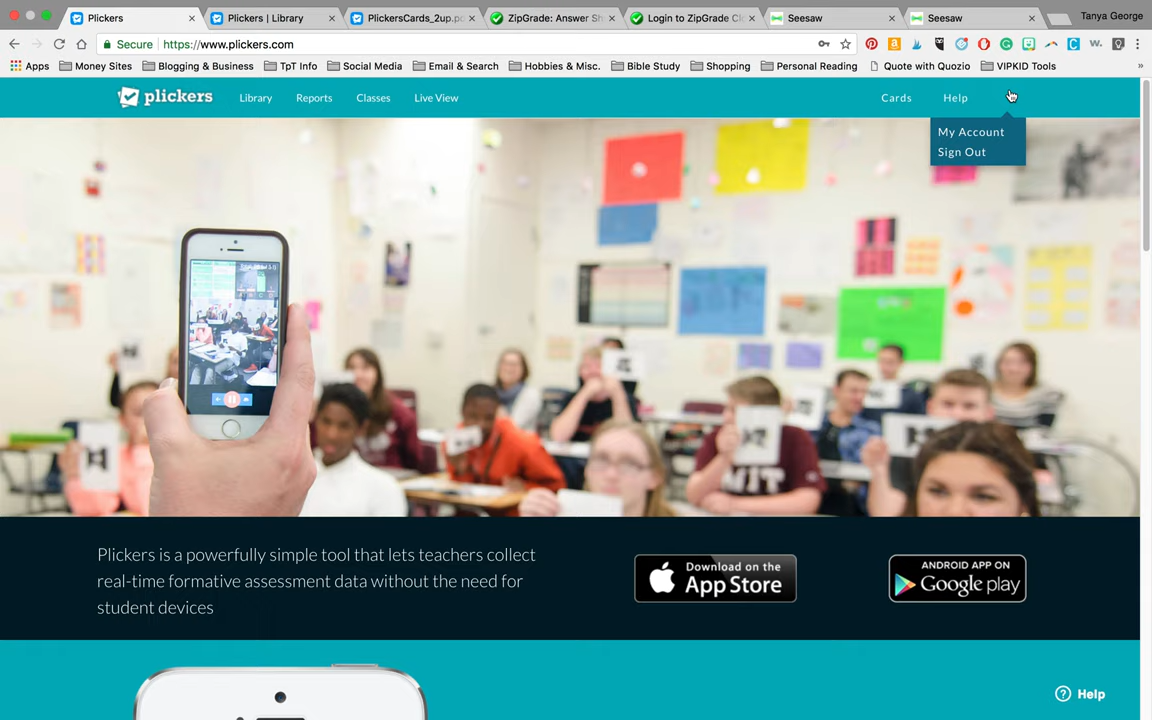 Plickers
Plickers | Library
PlickersCards_2up.pd
ZipGrade: Answer Sh
Login to ZipGrade Cl
Seesaw
Seesaw
Tanya George
Secure
https://www.plickers.com
Apps
Money Sites
Blogging & Business
TpT Info
Social Media
Email & Search
Hobbies & Misc.
Bible Study
Shopping
Personal Reading
Quote with Quozio
VIPKID Tools
»
plickers
Library
Reports
Classes
Live View
Cards
Help
My Account
Sign Out
MIT
Plickers is a powerfully simple tool that lets teachers collect
real-time formative assessment data without the need for
student devices
Download on the
App Store
ANDROID APP ON
Google play
Help